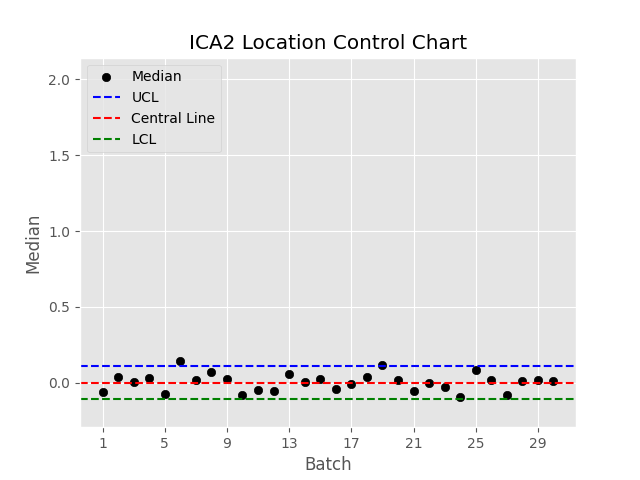 ICA2 Location Control Chart
Median
UCL
Central Line
LCL
2.0
1.5
1.0
0.5
0.0
Median
1 5 9 13 17 21 25 29
Batch